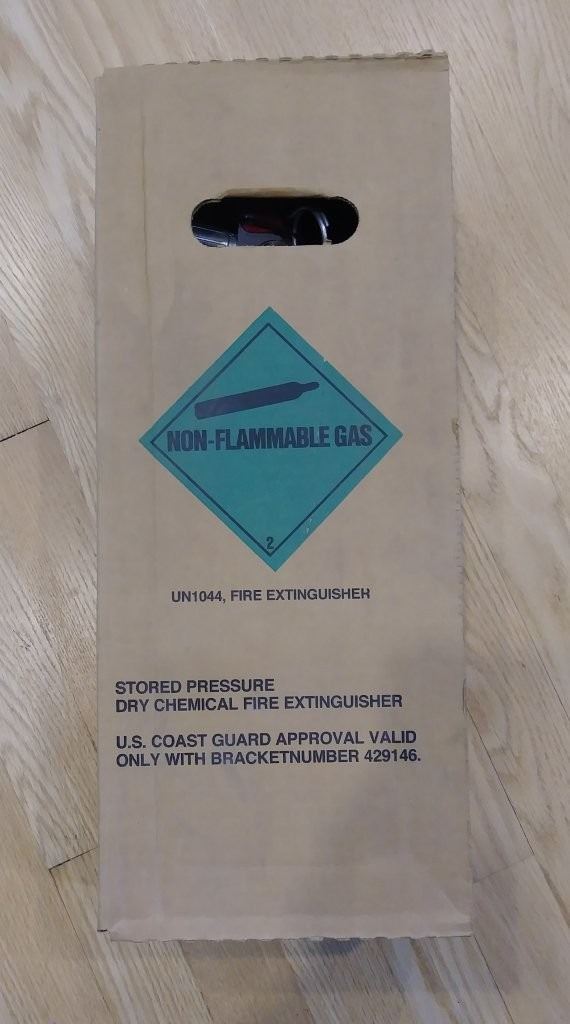 NON-FLAMMABLE GAS
2
UN1044, FIRE EXTINGUISHER
STORED PRESSURE
DRY CHEMICAL FIRE EXTINGUISHER
U.S. COAST GUARD APPROVAL VALID
ONLY WITH BRACKETNUMBER 429146.